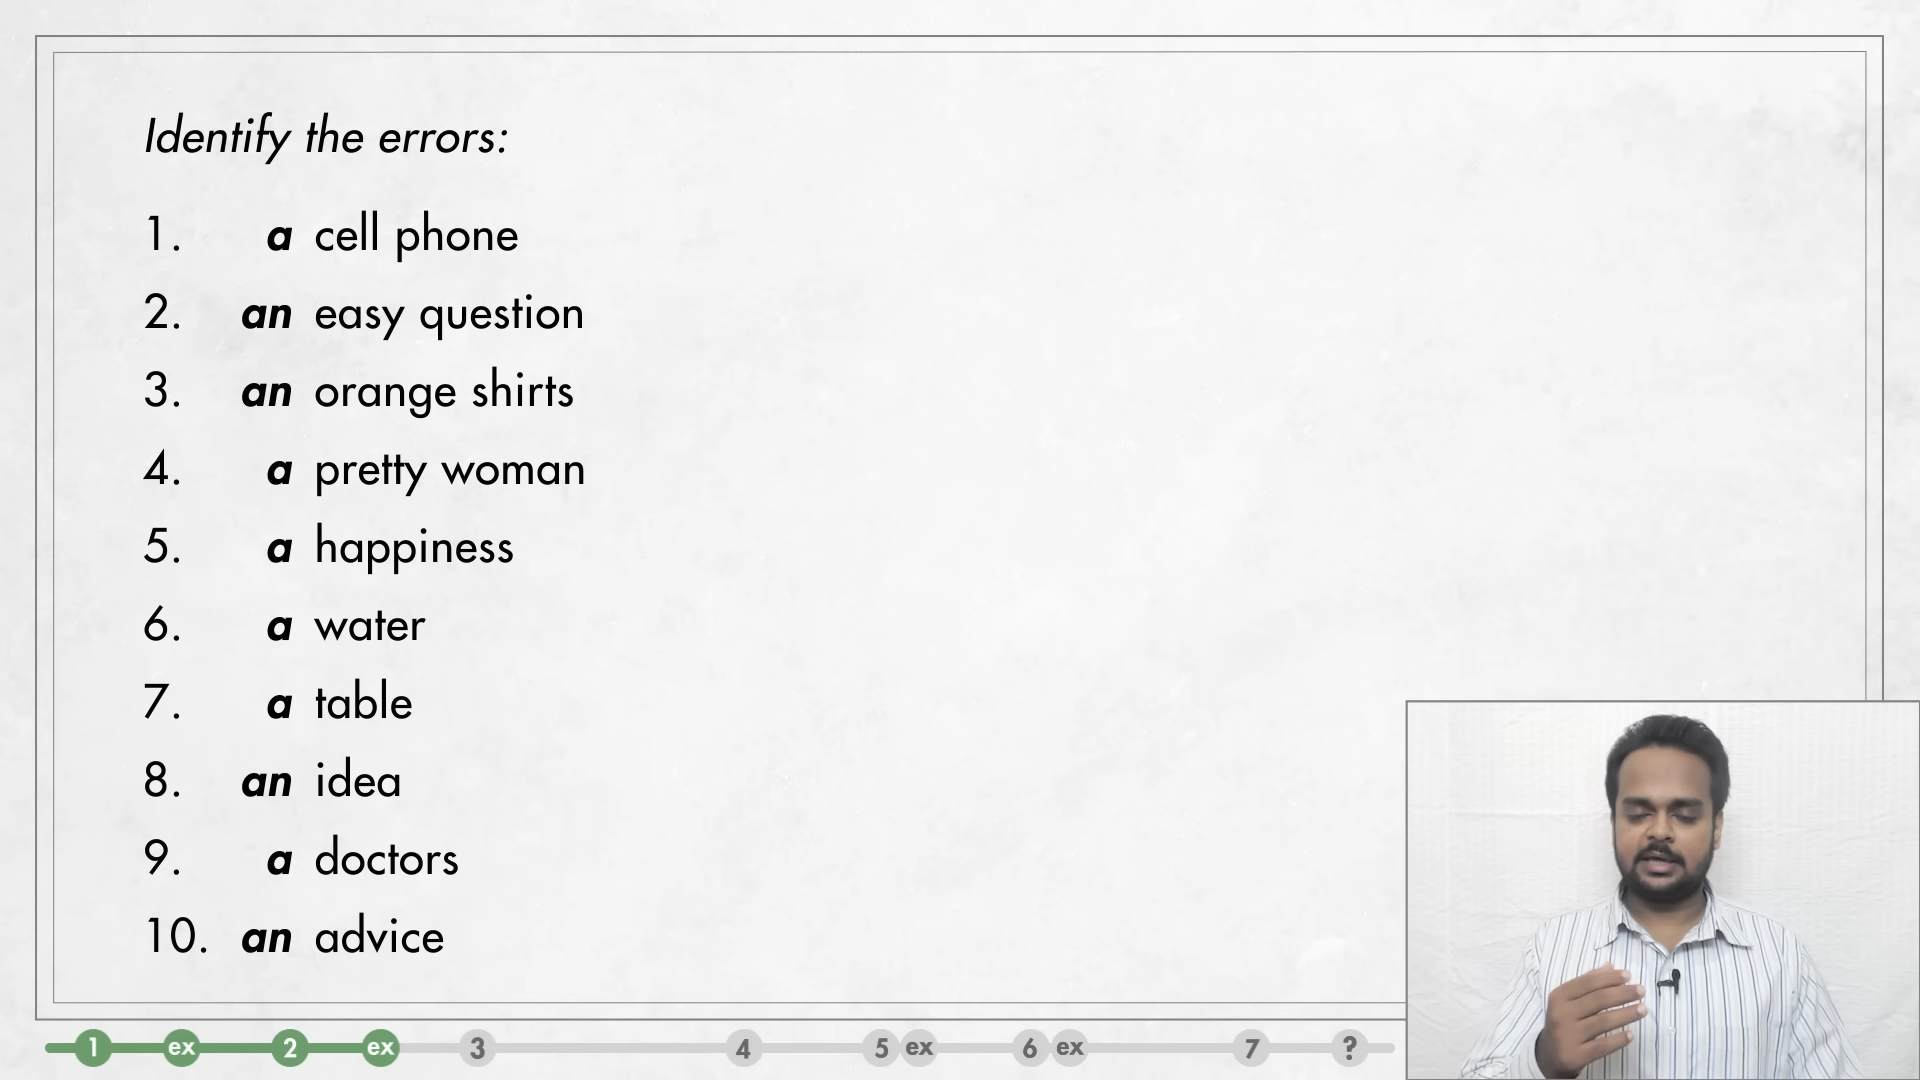 Identify the errors:
1. a cell phone
2. an easy question
3. an orange shirts
4. a pretty woman
5. a happiness
6. a water
7. a table
8. an idea
9. a doctors
10. an advice
1 ex 2 ex 3 4 5 ex 6 ex 7 ?